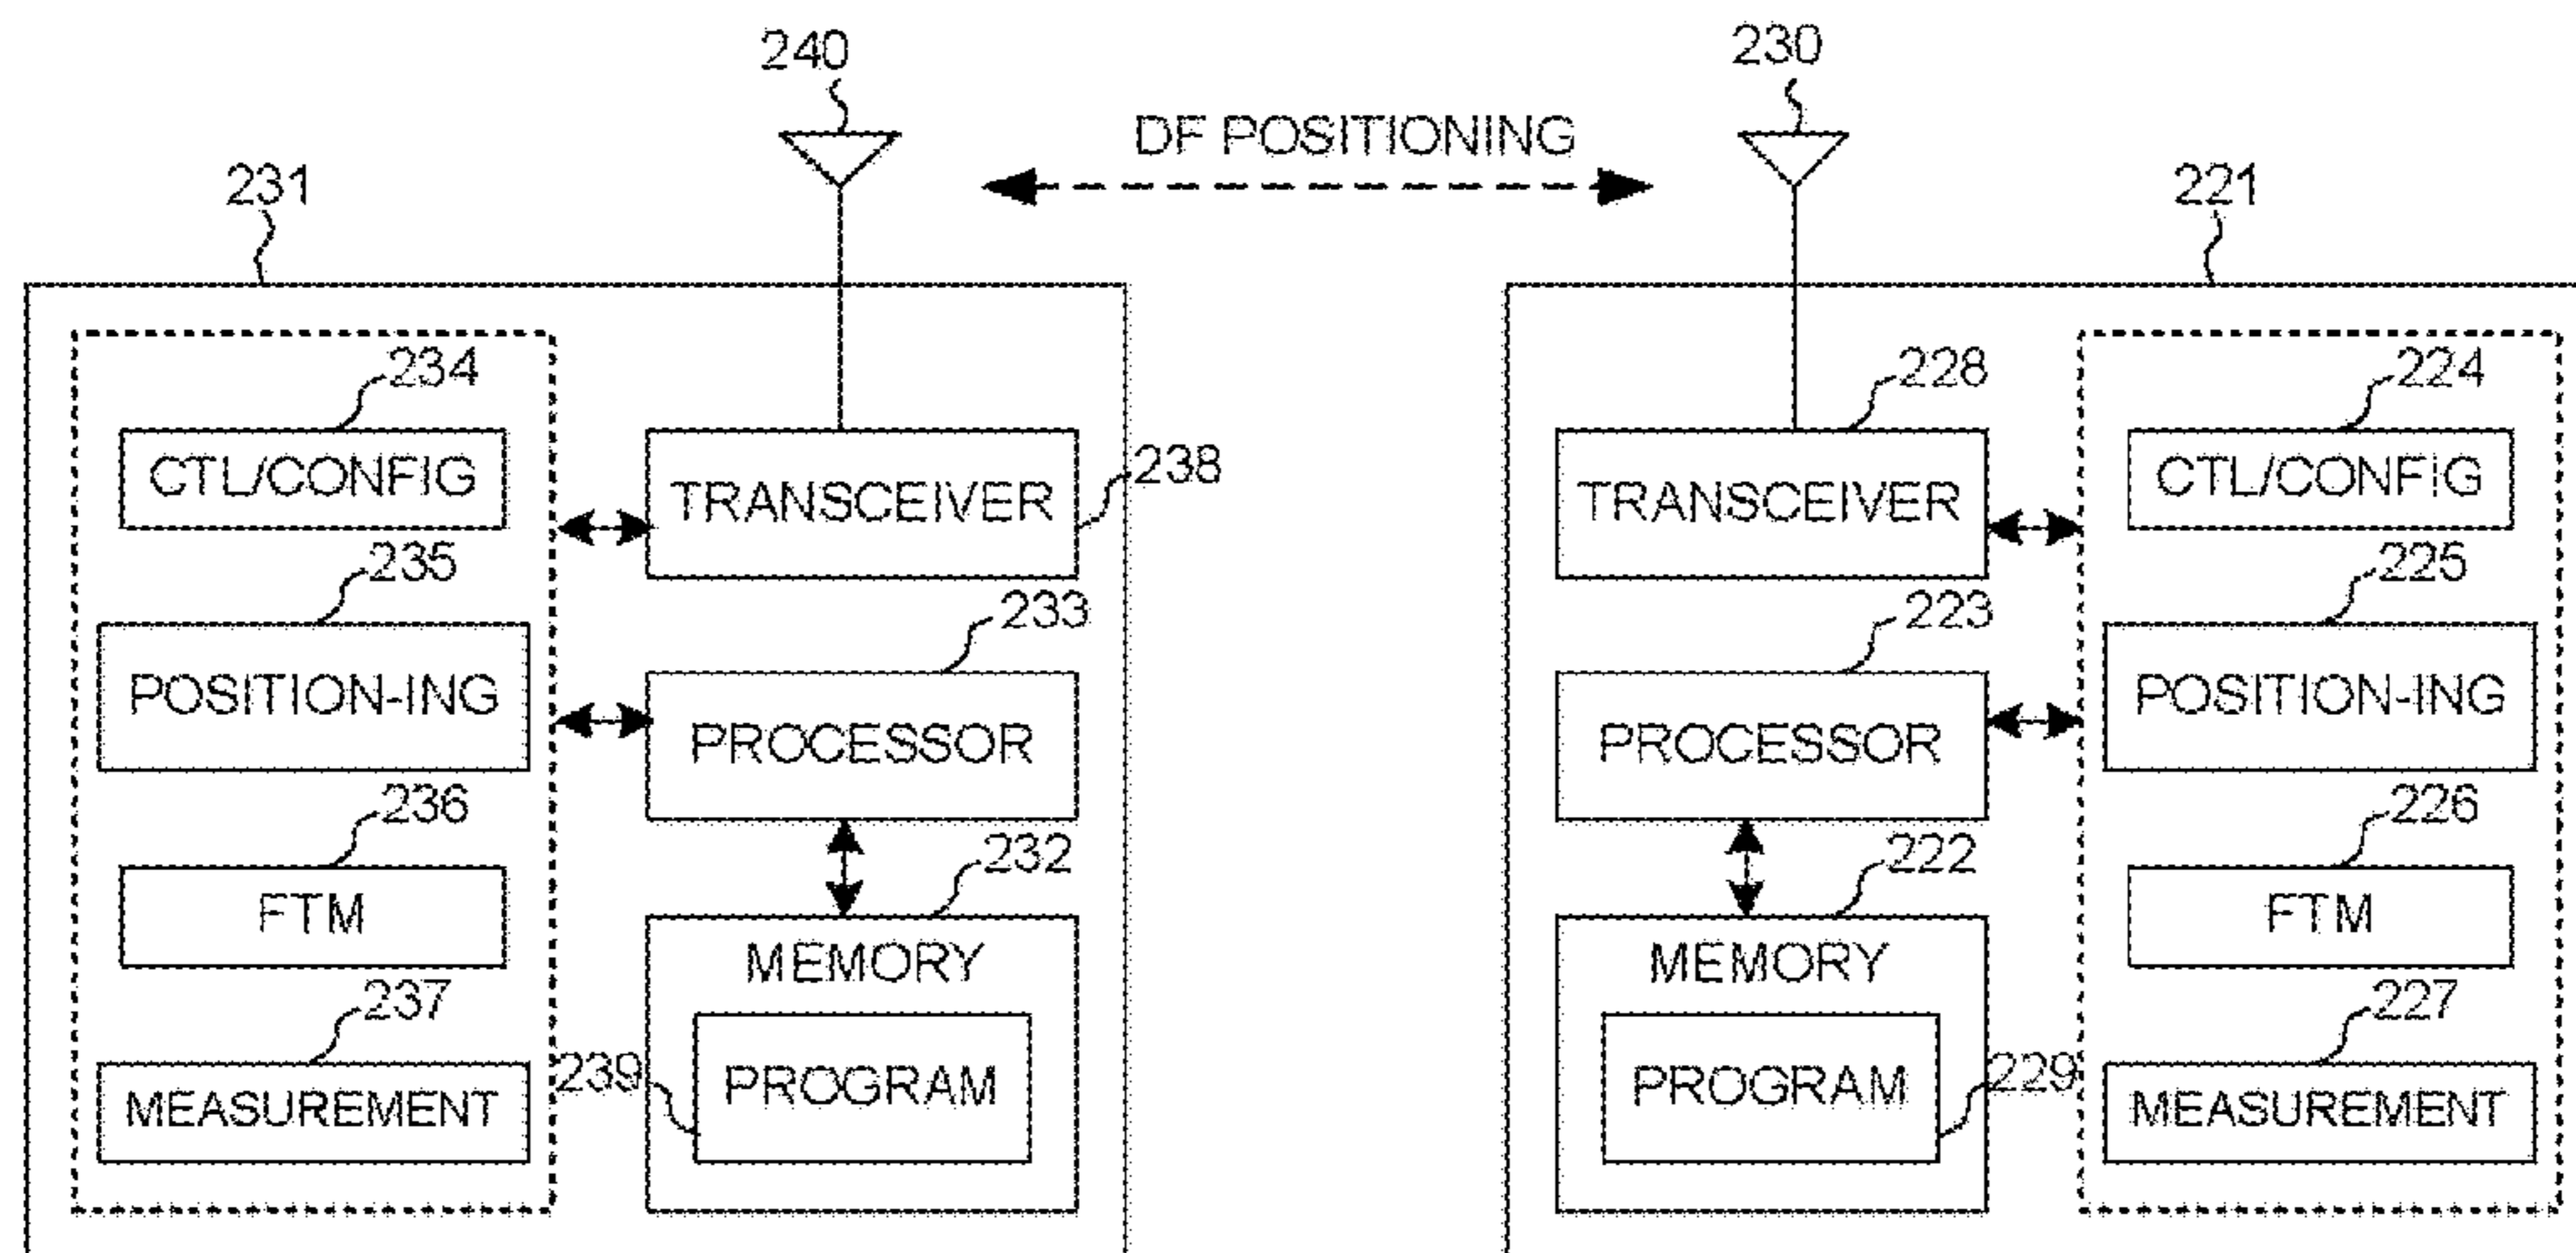 240
230
DF POSITIONING
231
221
234
228
224
CTL/CONFIG
TRANSCEIVER
238
TRANSCEIVER
CTL/CONFIG
235
225
233
223
POSITION-ING
PROCESSOR
PROCESSOR
POSITION-ING
236
226
232
222
FTM
MEMORY
MEMORY
FTM
237
227
239
229
MEASUREMENT
PROGRAM
PROGRAM
MEASUREMENT